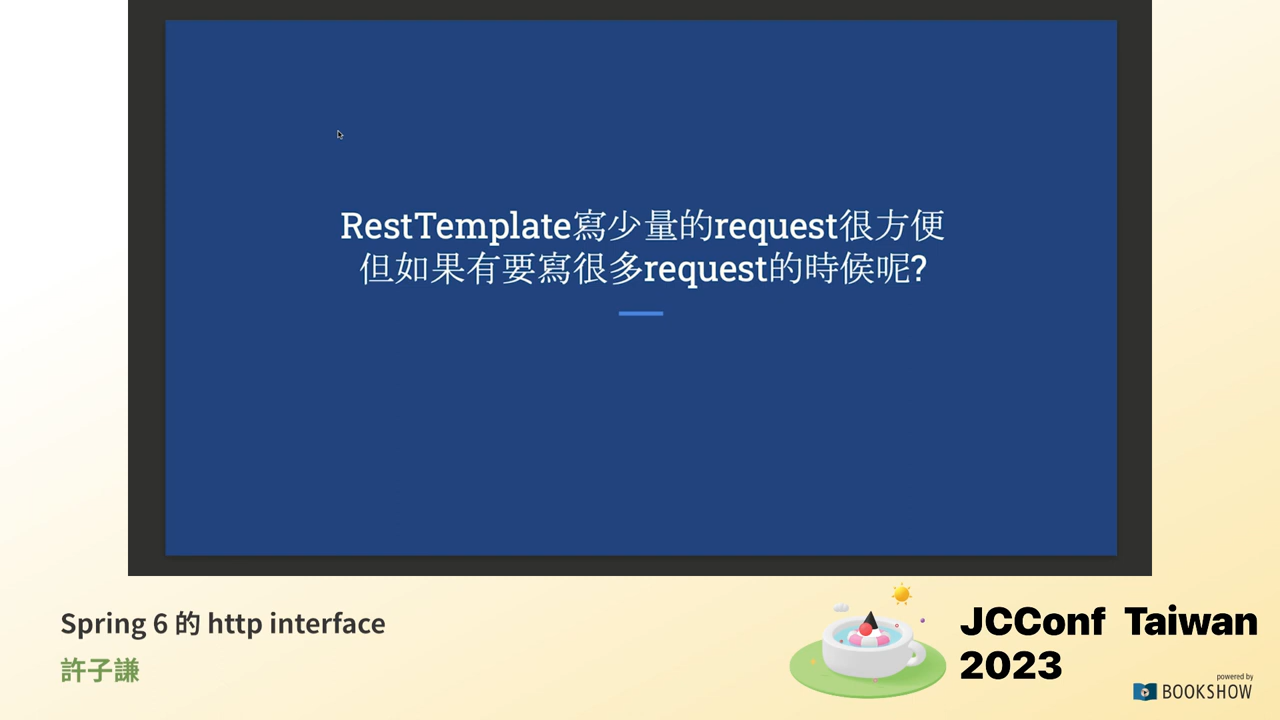 RestTemplate寫少量的request很方便
但如果有要寫很多request的時候呢?
Spring 6 的 http interface
許子謙
JCConf Taiwan
2023
powered by
BOOKSHOW